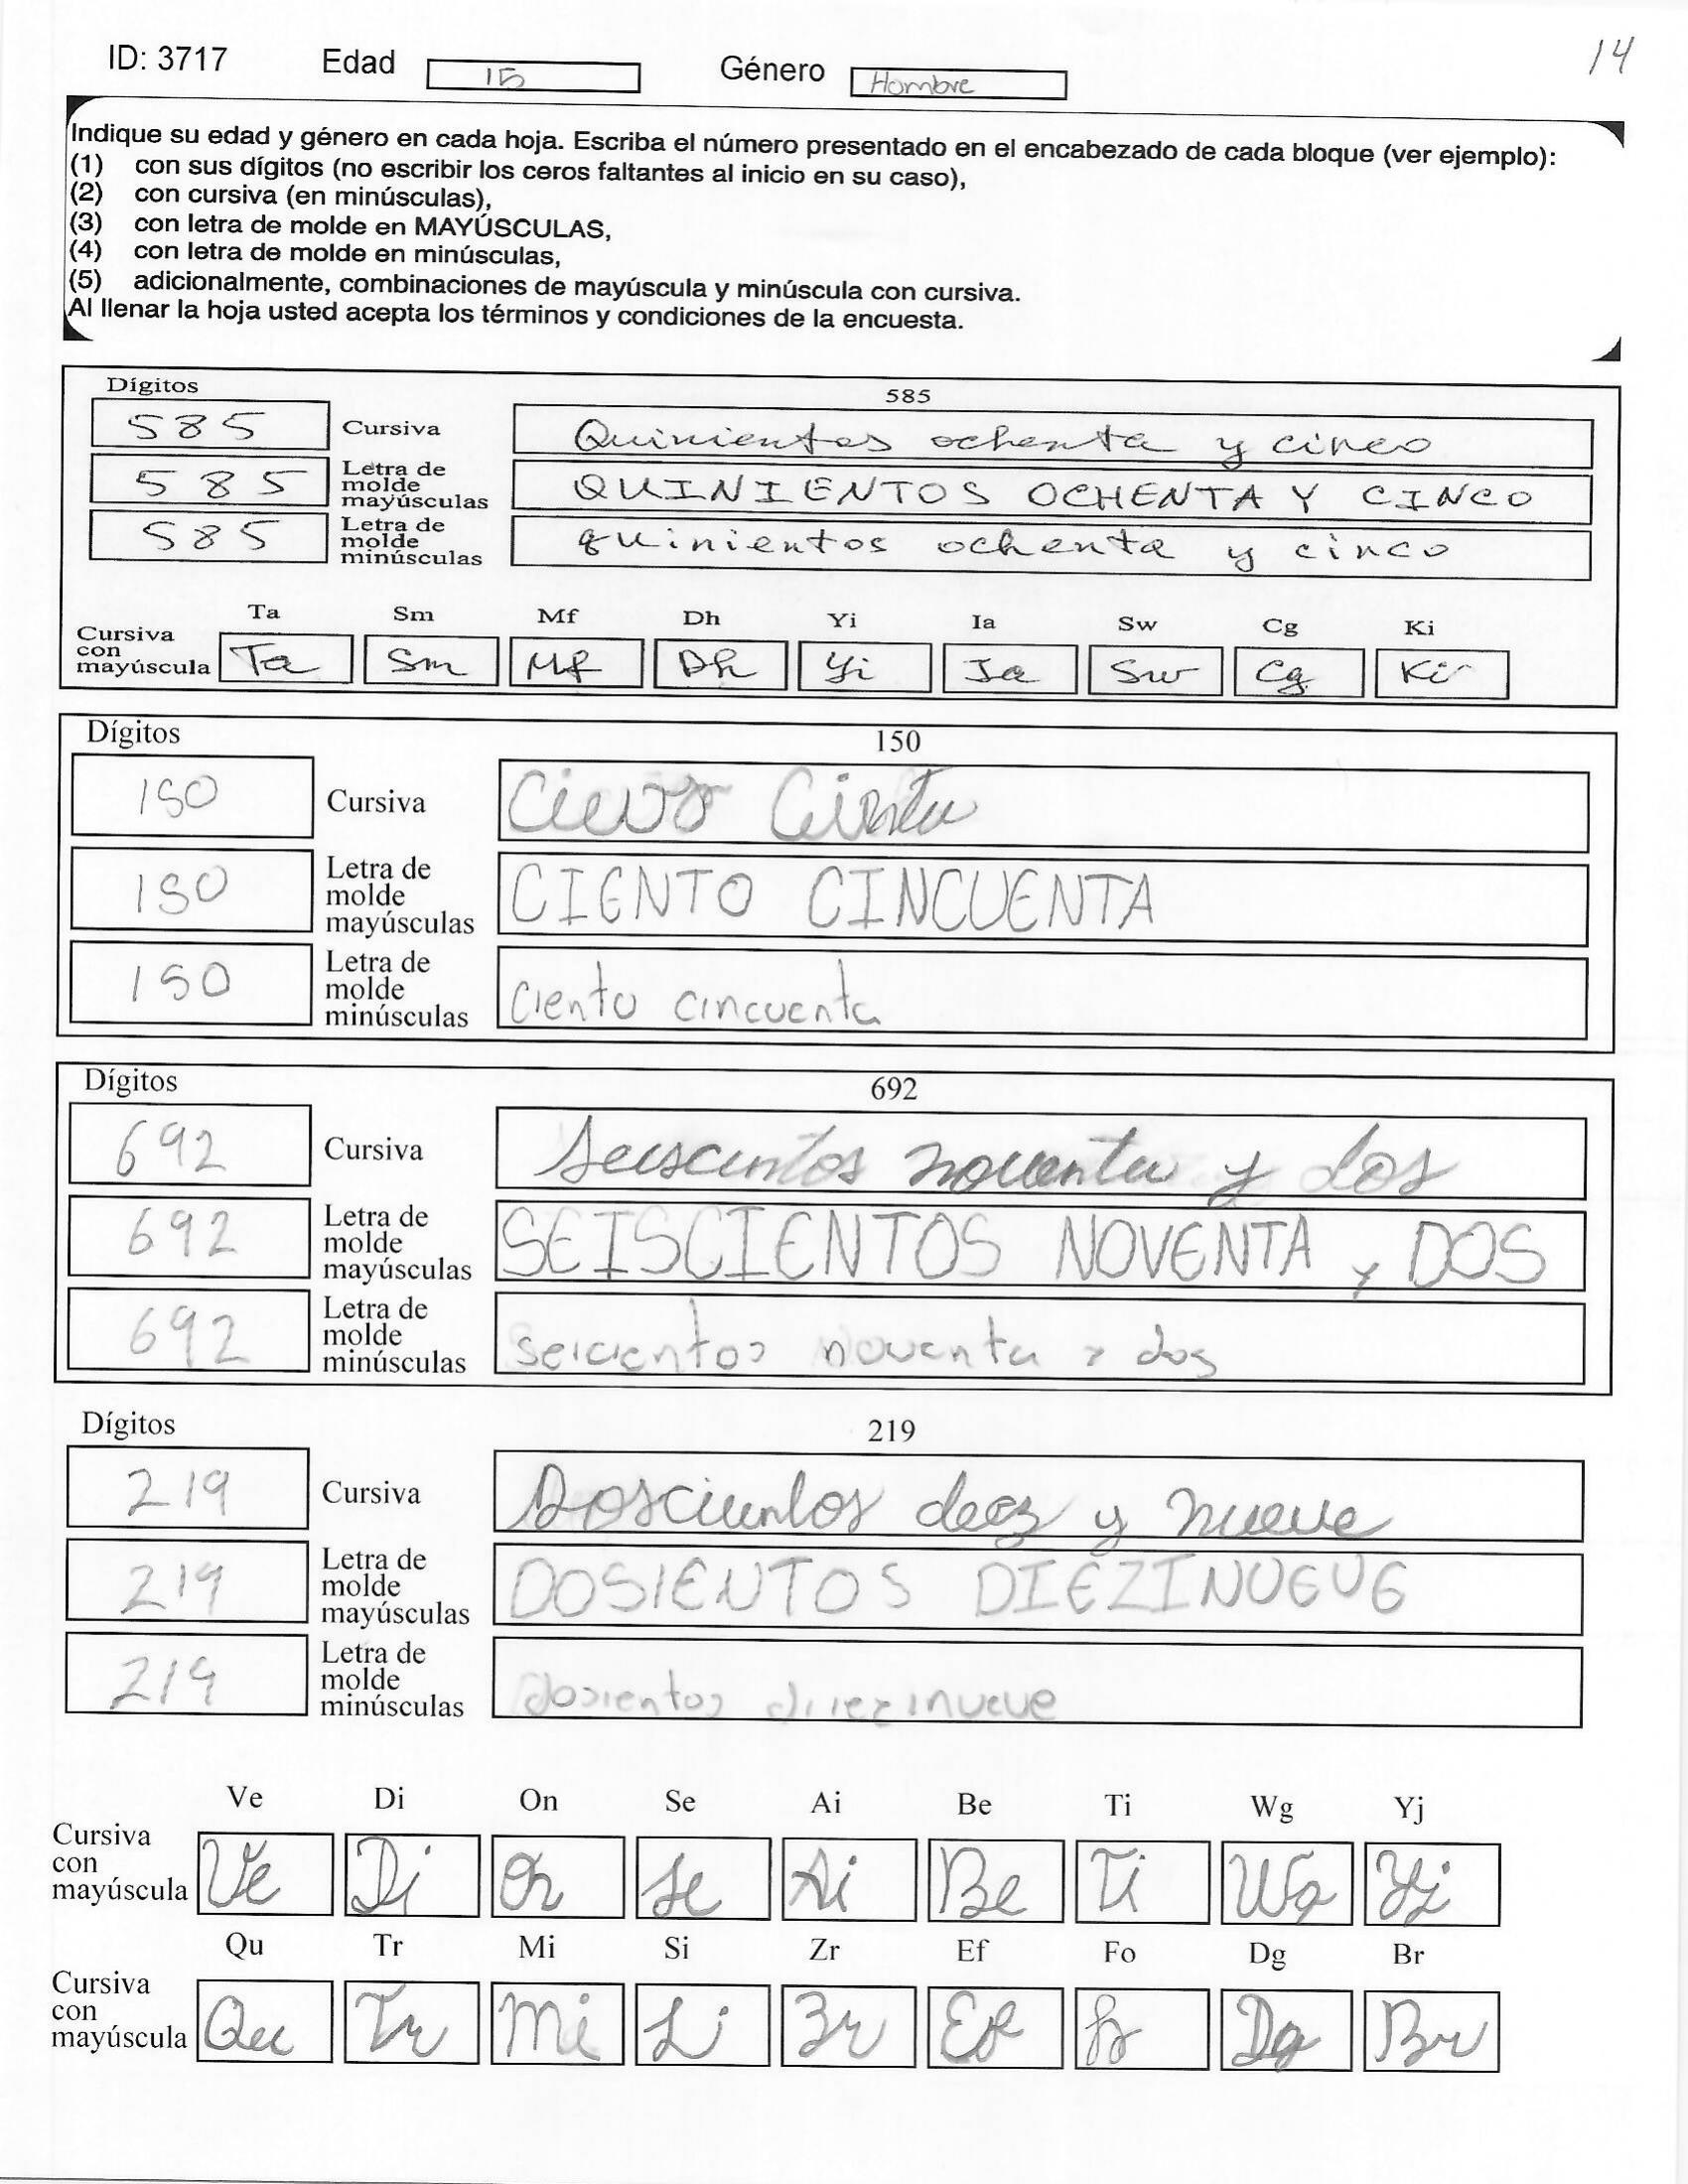 ID: 3717 Edad 15 Género Hombre 14
Indique su edad y género en cada hoja. Escriba el número presentado en el encabezado de cada bloque (ver ejemplo):
(1) con sus dígitos (no escribir los ceros faltantes al inicio en su caso),
(2) con cursiva (en minúsculas),
(3) con letra de molde en MAYÚSCULAS,
(4) con letra de molde en minúsculas,
(5) adicionalmente, combinaciones de mayúscula y minúscula con cursiva.
Al llenar la hoja usted acepta los términos y condiciones de la encuesta.
Dígitos 585
585 Cursiva Quinientos ochenta y cinco
585 Letra de molde mayúsculas QUINIENTOS OCHENTA Y CINCO
585 Letra de molde minúsculas quinientos ochenta y cinco
Ta Sm Mf Dh Yi Ia Sw Cg Ki
Cursiva con mayúscula Ta Sm Mf Dh Yi Ia Sw Cg Ki
Dígitos 150
150 Cursiva
150 Letra de molde mayúsculas CIENTO CINCUENTA
150 Letra de molde minúsculas ciento cincuenta
Dígitos 692
692 Cursiva noventa y dos
692 Letra de molde mayúsculas SEISCIENTOS NOVENTA y DOS
692 Letra de molde minúsculas seicientos noventa y dos
Dígitos 219
219 Cursiva y nueve
219 Letra de molde mayúsculas DOSIENTOS DIEZINUEVE
219 Letra de molde minúsculas dosientos diiezinueve
Ve Di On Se Ai Be Ti Wg Yj
Cursiva con mayúscula Ve Di On Se Ai Be Ti Wg Yj
Qu Tr Mi Si Zr Ef Fo Dg Br
Cursiva con mayúscula Qu Tr Mi Si Zr Ef Fo Dg Br